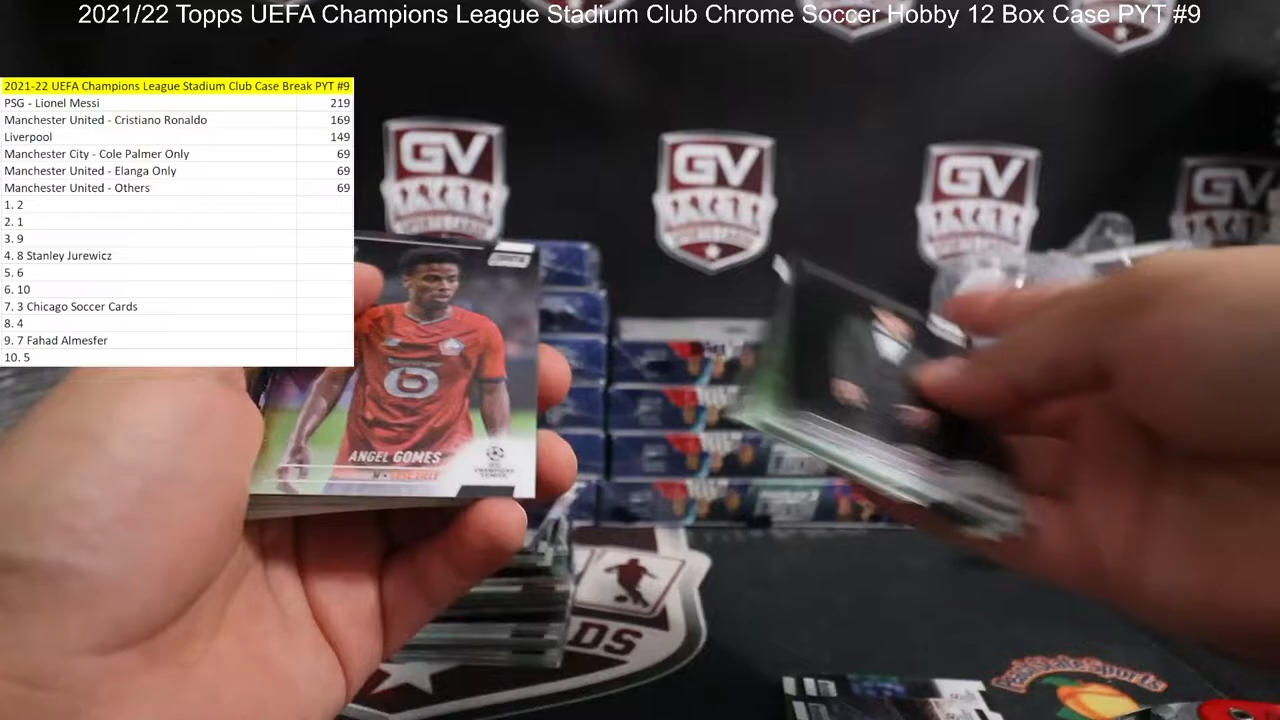 2021/22 Topps UEFA Champions League Stadium Club Chrome Soccer Hobby 12 Box Case PYT #9
2021-22 UEFA Champions League Stadium Club Case Break PYT #9
PSG - Lionel Messi 219
Manchester United - Cristiano Ronaldo 169
Liverpool 149
Manchester City - Cole Palmer Only 69
Manchester United - Elanga Only 69
Manchester United - Others 69
1. 2
2. 1
3. 9
4. 8 Stanley Jurewicz
5. 6
6. 10
7. 3 Chicago Soccer Cards
8. 4
9. 7 Fahad Almesfer
10. 5
GV
GV
GV
GV
ANGEL GOMES
CHAMPIONS
LEAGUE
DS